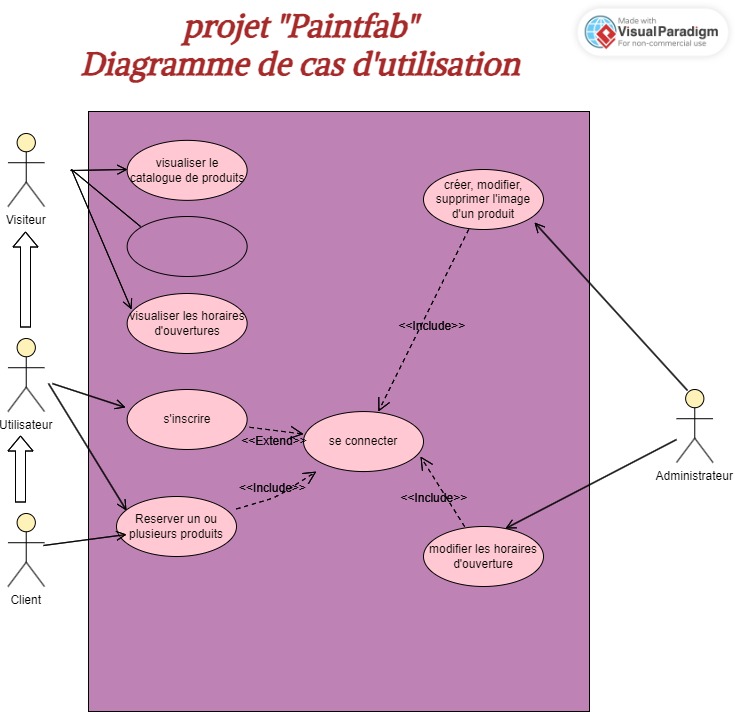 projet "Paintfab"
Diagramme de cas d'utilisation
Made with
VisualParadigm
For non-commercial use
visualiser le
catalogue de produits
créer, modifier,
supprimer l'image
d'un produit
Visiteur
visualiser les horaires
d'ouvertures
<<Include>>
s'inscrire
Utilisateur
<<Extend>>
se connecter
Administrateur
<<Include>>
<<Include>>
Reserver un ou
plusieurs produits
modifier les horaires
d'ouverture
Client